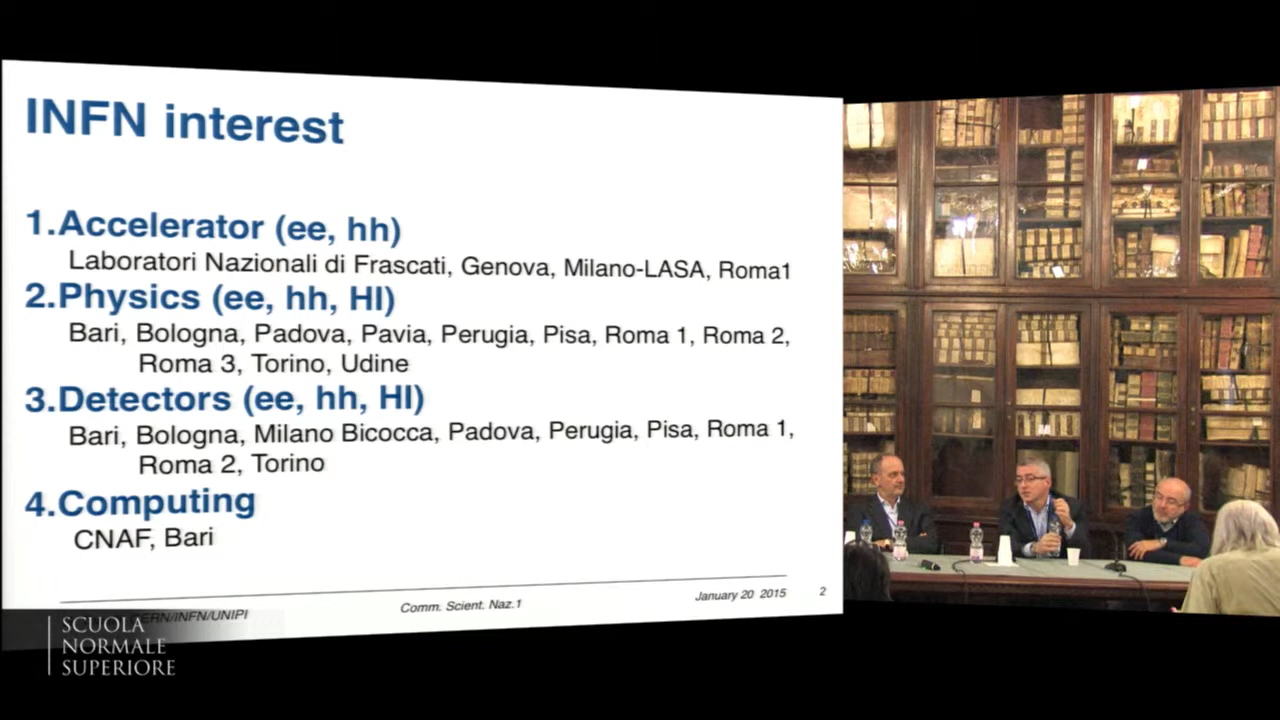 INFN interest
1.Accelerator (ee, hh)
Laboratori Nazionali di Frascati, Genova, Milano-LASA, Roma1
2.Physics (ee, hh, HI)
Bari, Bologna, Padova, Pavia, Perugia, Pisa, Roma 1, Roma 2,
Roma 3, Torino, Udine
3.Detectors (ee, hh, HI)
Bari, Bologna, Milano Bicocca, Padova, Perugia, Pisa, Roma 1,
Roma 2, Torino
4.Computing
CNAF, Bari
CERN/INFN/UNIPI
Comm. Scient. Naz.1
January 20 2015
2
SCUOLA
NORMALE
SUPERIORE